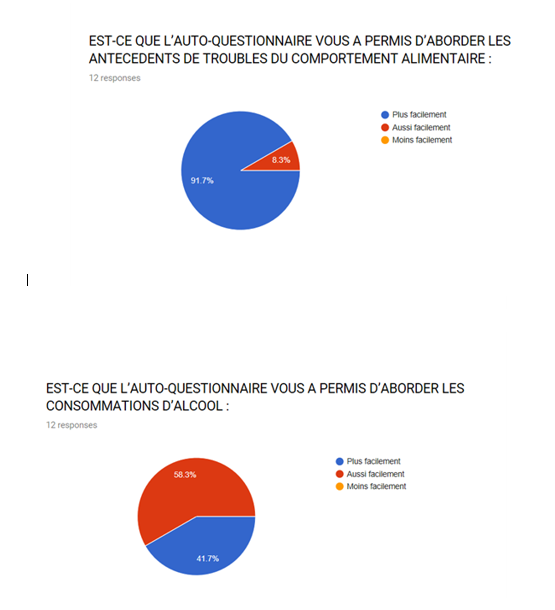 EST-CE QUE L'AUTO-QUESTIONNAIRE VOUS A PERMIS D'ABORDER LES
ANTECEDENTS DE TROUBLES DU COMPORTEMENT ALIMENTAIRE :
12 responses
Plus facilement
Aussi facilement
Moins facilement
8.3%
91.7%
EST-CE QUE L'AUTO-QUESTIONNAIRE VOUS A PERMIS D'ABORDER LES
CONSOMMATIONS D'ALCOOL :
12 responses
Plus facilement
Aussi facilement
Moins facilement
58.3%
41.7%